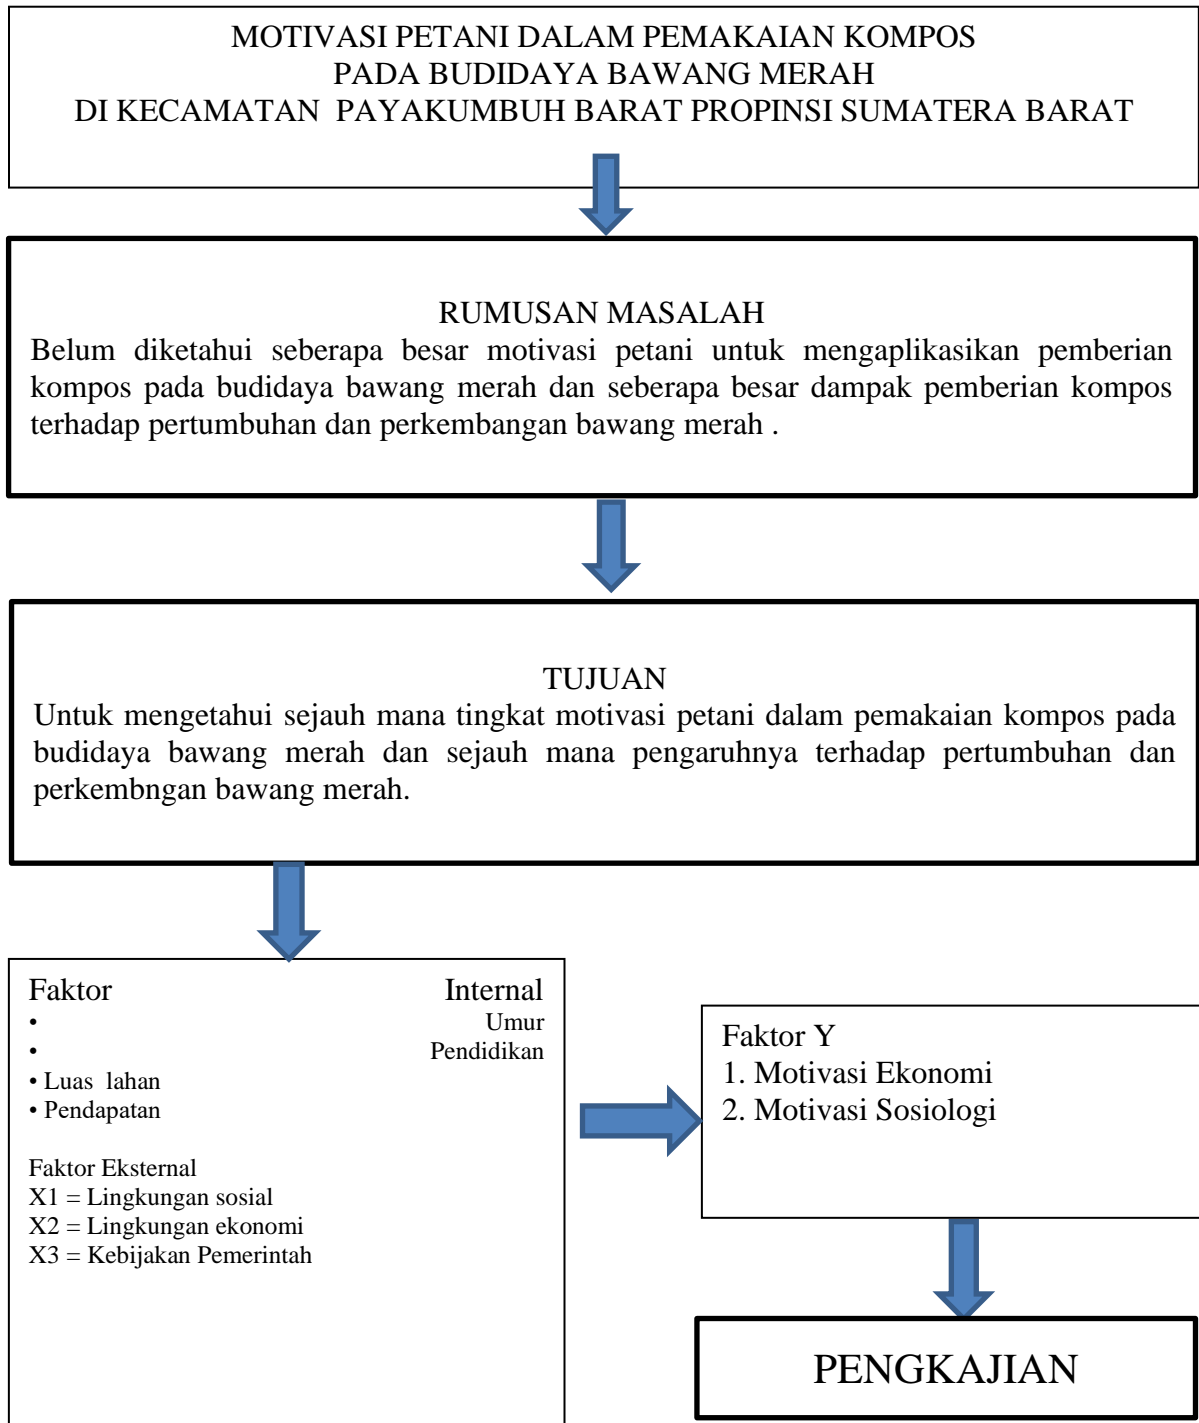 MOTIVASI PETANI DALAM PEMAKAIAN KOMPOS
PADA BUDIDAYA BAWANG MERAH
DI KECAMATAN PAYAKUMBUH BARAT PROPINSI SUMATERA BARAT
RUMUSAN MASALAH
Belum diketahui seberapa besar motivasi petani untuk mengaplikasikan pemberian
kompos pada budidaya bawang merah dan seberapa besar dampak pemberian kompos
terhadap pertumbuhan dan perkembangan bawang merah .
TUJUAN
Untuk mengetahui sejauh mana tingkat motivasi petani dalam pemakaian kompos pada
budidaya bawang merah dan sejauh mana pengaruhnya terhadap pertumbuhan dan
perkembngan bawang merah.
Faktor Internal
• Umur
• Pendidikan
• Luas lahan
• Pendapatan
Faktor Eksternal
X1 = Lingkungan sosial
X2 = Lingkungan ekonomi
X3 = Kebijakan Pemerintah
Faktor Y
1. Motivasi Ekonomi
2. Motivasi Sosiologi
PENGKAJIAN